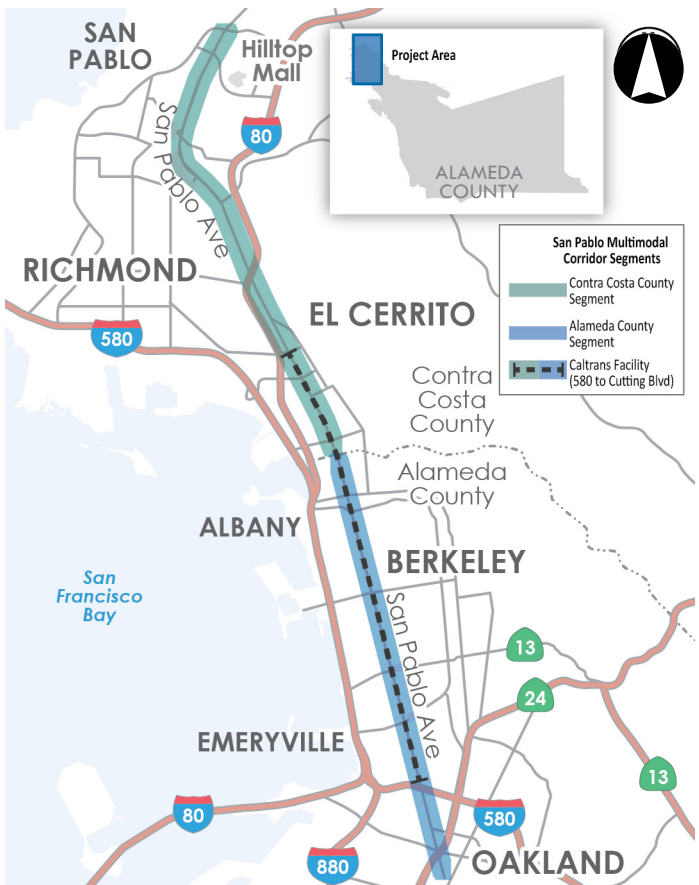 SAN
PABLO
Hilltop
Mall
Project Area
80
ALAMEDA
COUNTY
San Pablo Ave
RICHMOND
San Pablo Multimodal
Corridor Segments
Contra Costa County
Segment
Alameda County
Segment
Caltrans Facility
(580 to Cutting Blvd)
580
EL CERRITO
Contra
Costa
County
Alameda
County
ALBANY
BERKELEY
San
Francisco
Bay
San Pablo Ave
13
24
EMERYVILLE
13
80
580
880
OAKLAND